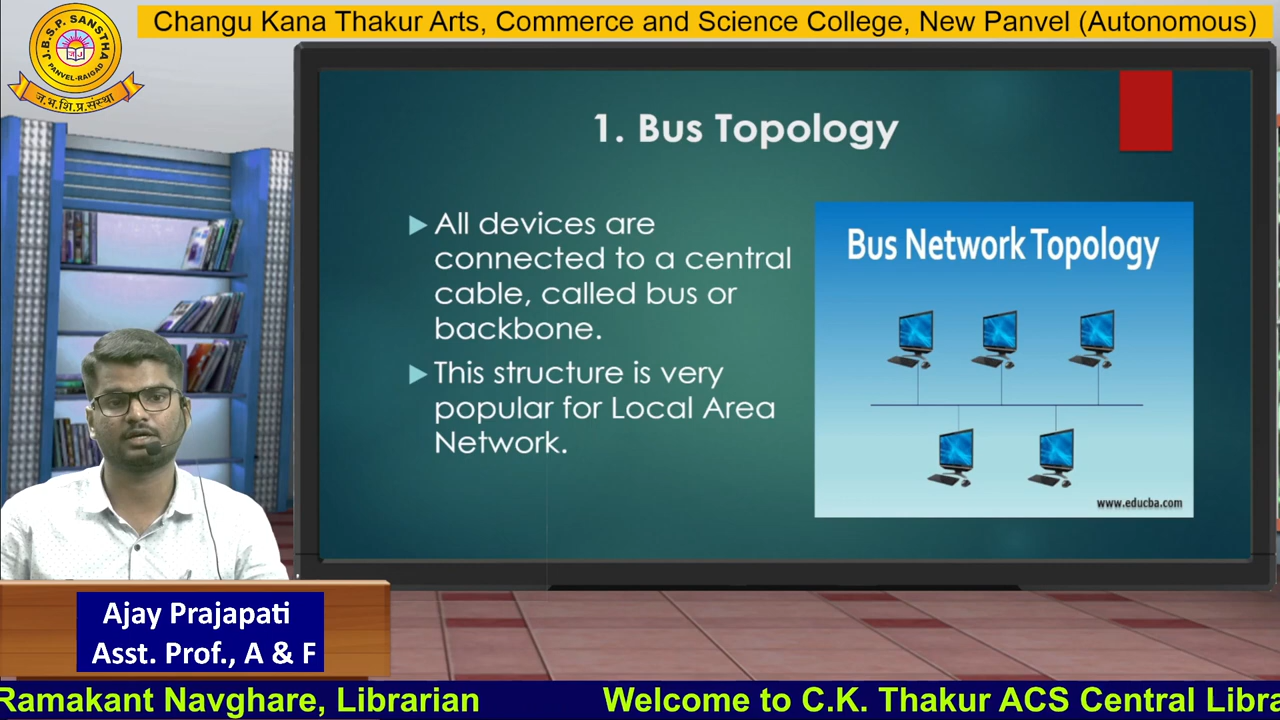 Changu Kana Thakur Arts, Commerce and Science College, New Panvel (Autonomous)
J.B.S.P. SANSTHA
PANVEL-RAIGAD
ज.भ.शि.प्र.संस्था
1. Bus Topology
All devices are
connected to a central
cable, called bus or
backbone.
This structure is very
popular for Local Area
Network.
Bus Network Topology
www.educba.com
Ajay Prajapati
Asst. Prof., A & F
Ramakant Navghare, Librarian
Welcome to C.K. Thakur ACS Central Libra